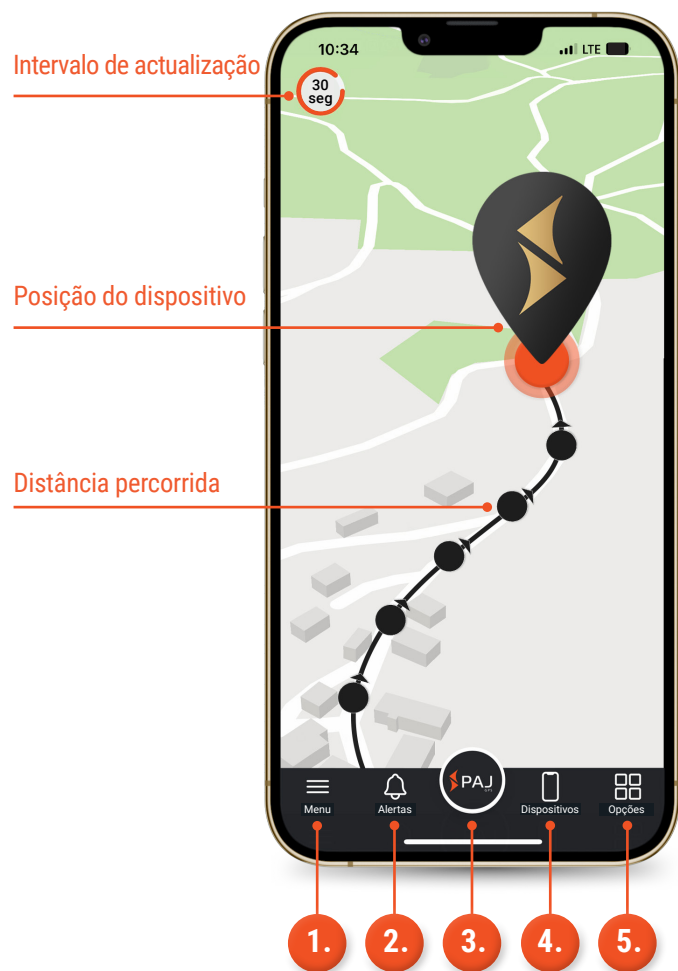 10:34
LTE
Intervalo de actualização
30
seg
Posição do dispositivo
Distância percorrida
PAJ
Menu
Alertas
Dispositivos
Opções
1.
2.
3.
4.
5.